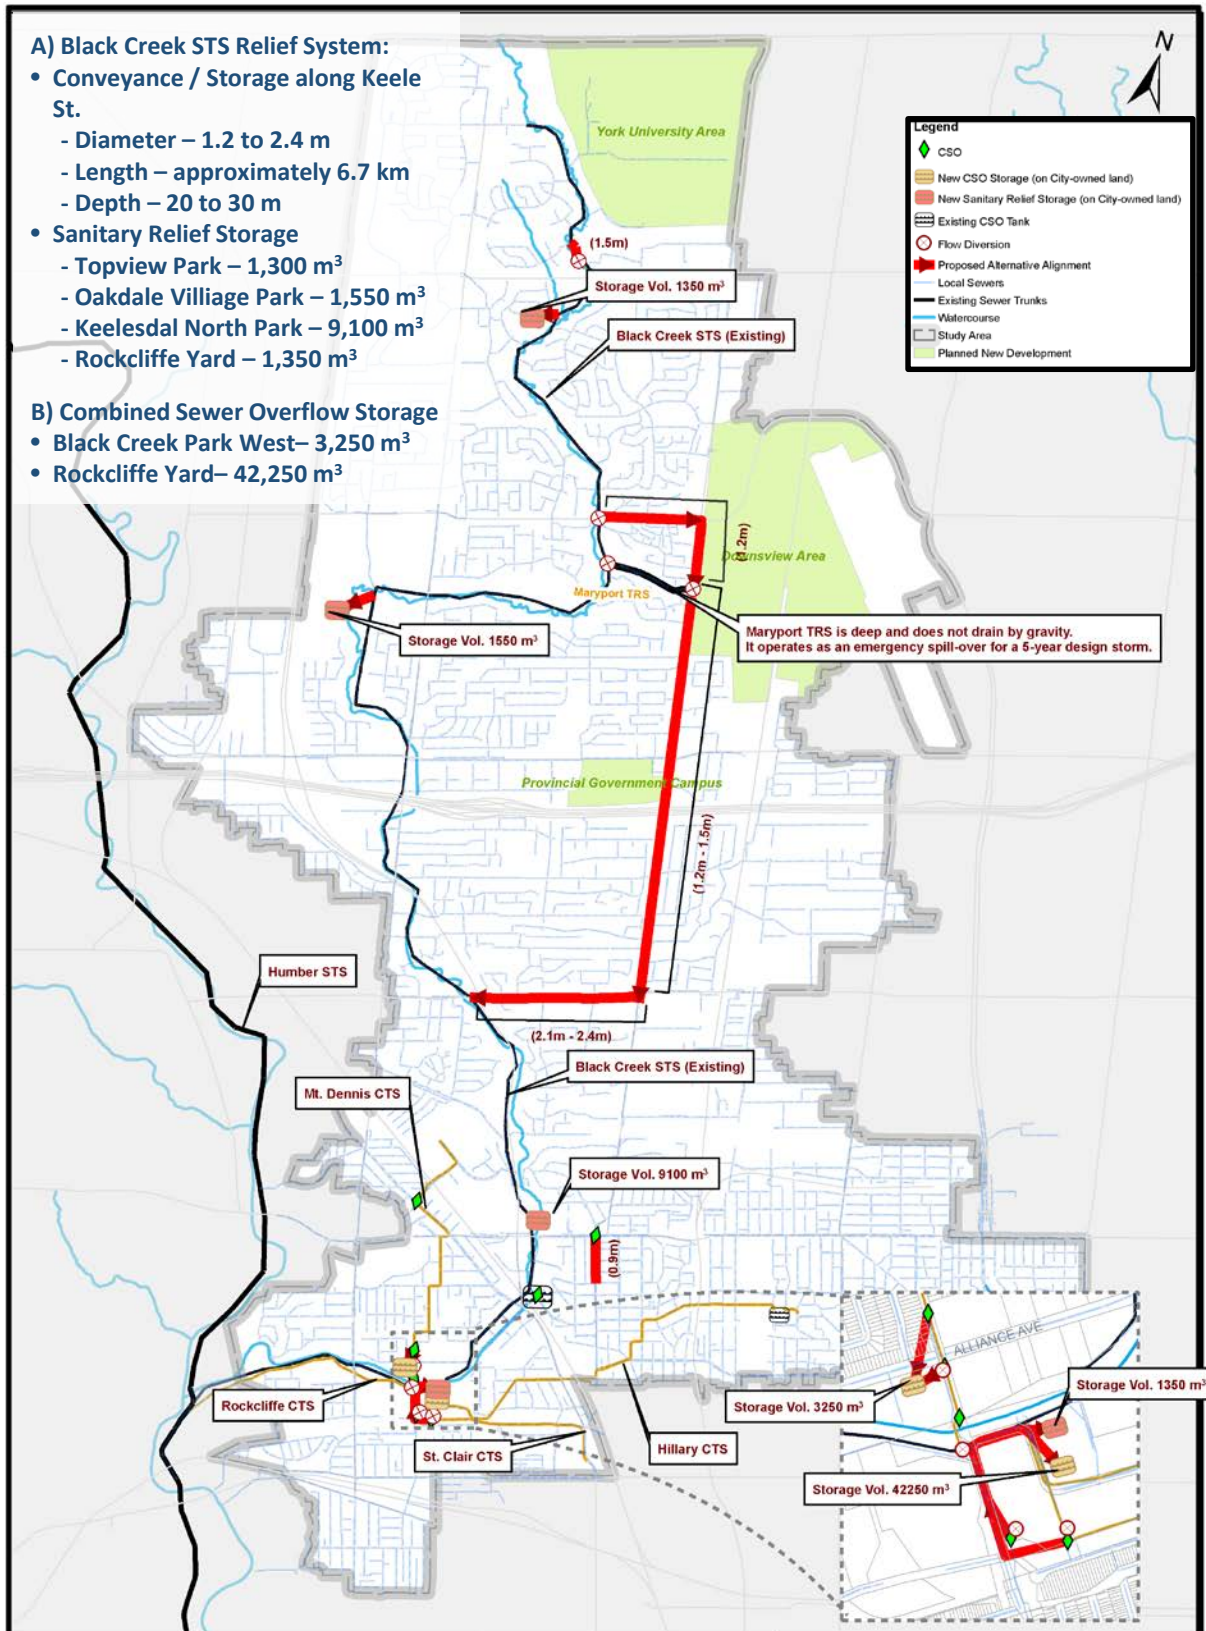 A) Black Creek STS Relief System:
• Conveyance / Storage along Keele
St.
- Diameter – 1.2 to 2.4 m
- Length – approximately 6.7 km
- Depth – 20 to 30 m
• Sanitary Relief Storage
- Topview Park – 1,300 m³
- Oakdale Villiage Park – 1,550 m³
- Keelesdal North Park – 9,100 m³
- Rockcliffe Yard – 1,350 m³
B) Combined Sewer Overflow Storage
• Black Creek Park West– 3,250 m³
• Rockcliffe Yard– 42,250 m³
N
Legend
CSO
New CSO Storage (on City-owned land)
New Sanitary Relief Storage (on City-owned land)
Existing CSO Tank
Flow Diversion
Proposed Alternative Alignment
Local Sewers
Existing Sewer Trunks
Watercourse
Study Area
Planned New Development
York University Area
(1.5m)
Storage Vol. 1350 m³
Black Creek STS (Existing)
(1.2m)
Downsview Area
Maryport TRS
Storage Vol. 1550 m³
Maryport TRS is deep and does not drain by gravity.
It operates as an emergency spill-over for a 5-year design storm.
Provincial Government Campus
(1.2m - 1.5m)
Humber STS
(2.1m - 2.4m)
Black Creek STS (Existing)
Mt. Dennis CTS
Storage Vol. 9100 m³
(0.9m)
ALLIANCE AVE
Storage Vol. 1350 m³
Rockcliffe CTS
Storage Vol. 3250 m³
St. Clair CTS
Hillary CTS
Storage Vol. 42250 m³